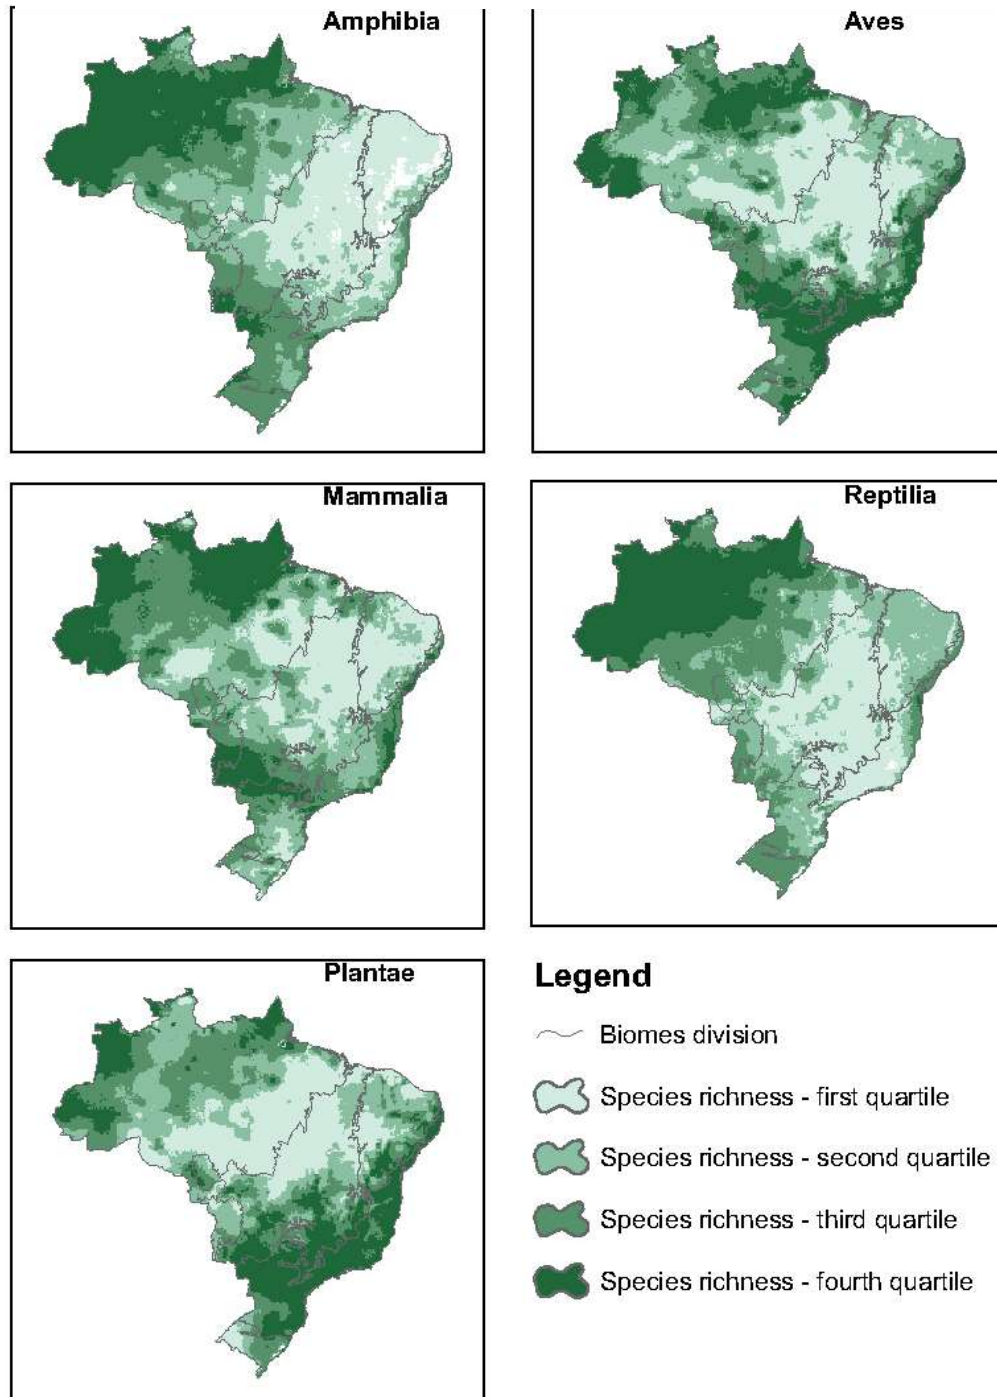 Amphibia
Aves
Mammalia
Reptilia
Plantae
Legend
Biomes division
Species richness - first quartile
Species richness - second quartile
Species richness - third quartile
Species richness - fourth quartile